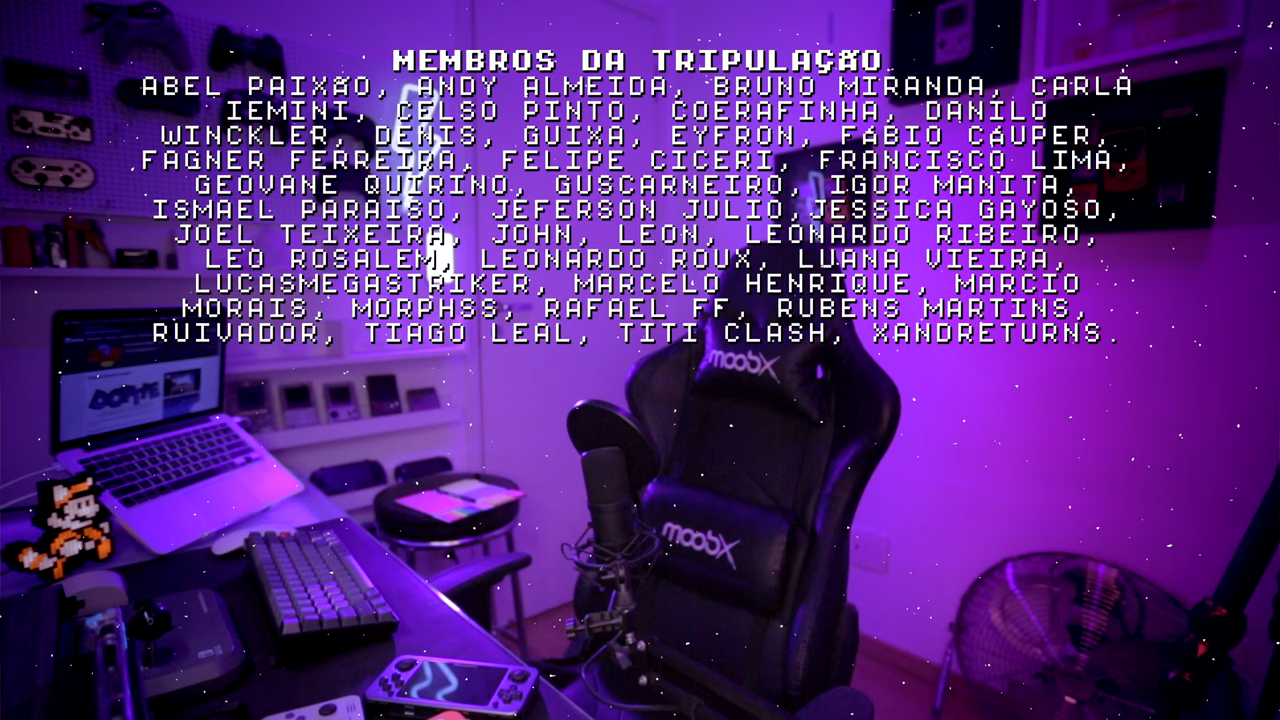 MEMBROS DA TRIPULAÇÃO
ABEL PAIXÃO, ANDY ALMEIDA, BRUNO MIRANDA, CARLA
IEMINI, CELSO PINTO, COERAFINHA, DANILO
WINCKLER, DENIS, GUIXA, EYFRON, FÁBIO CÁUPER,
FAGNER FERREIRA, FELIPE CICERI, FRANCISCO LIMA,
GEOVANE QUIRINO, GUSCARNEIRO, IGOR MANITA,
ISMAEL PARAISO, JEFERSON JULIO,JESSICA GAYOSO,
JOEL TEIXEIRA, JOHN, LEON, LEONARDO RIBEIRO,
LEO ROSALEM, LEONARDO ROUX, LUANA VIEIRA,
LUCASMEGASTRIKER, MARCELO HENRIQUE, MARCIO
MORAIS, MORPHSS, RAFAEL FF, RUBENS MARTINS,
RUIVADOR, TIAGO LEAL, TITI CLASH, XANDRETURNS.
moobX
moobX